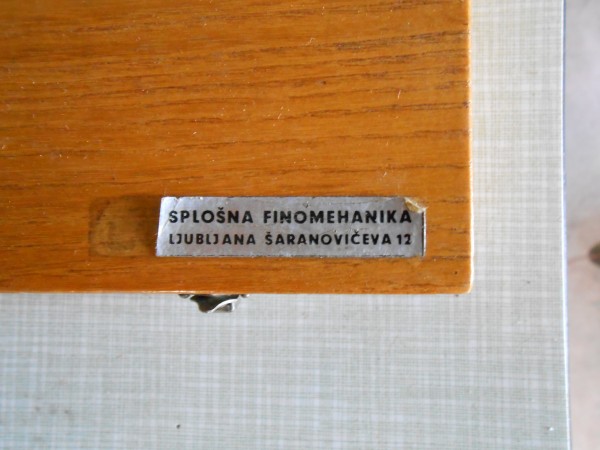 SPLOŠNA FINOMEHANIKA
LJUBLJANA ŠARANOVIČEVA 12